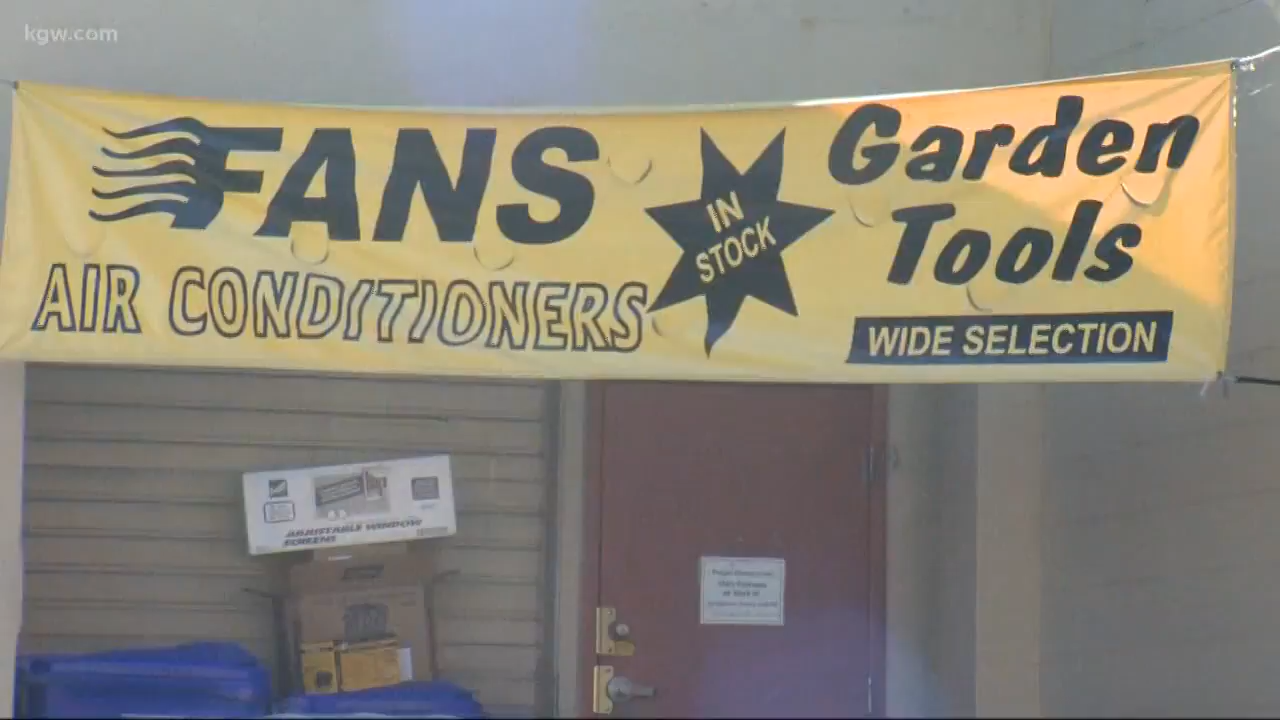 kgw.com
FANS
AIR CONDITIONERS
IN
STOCK
Garden
Tools
WIDE SELECTION
ADJUSTABLE WINDOW
SCREENS